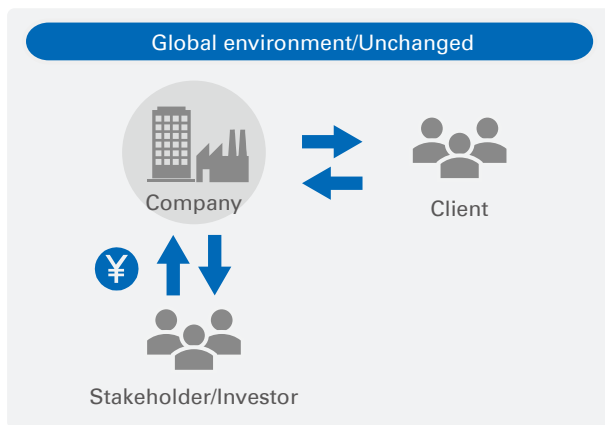 Global environment/Unchanged
Company
Client
¥
Stakeholder/Investor